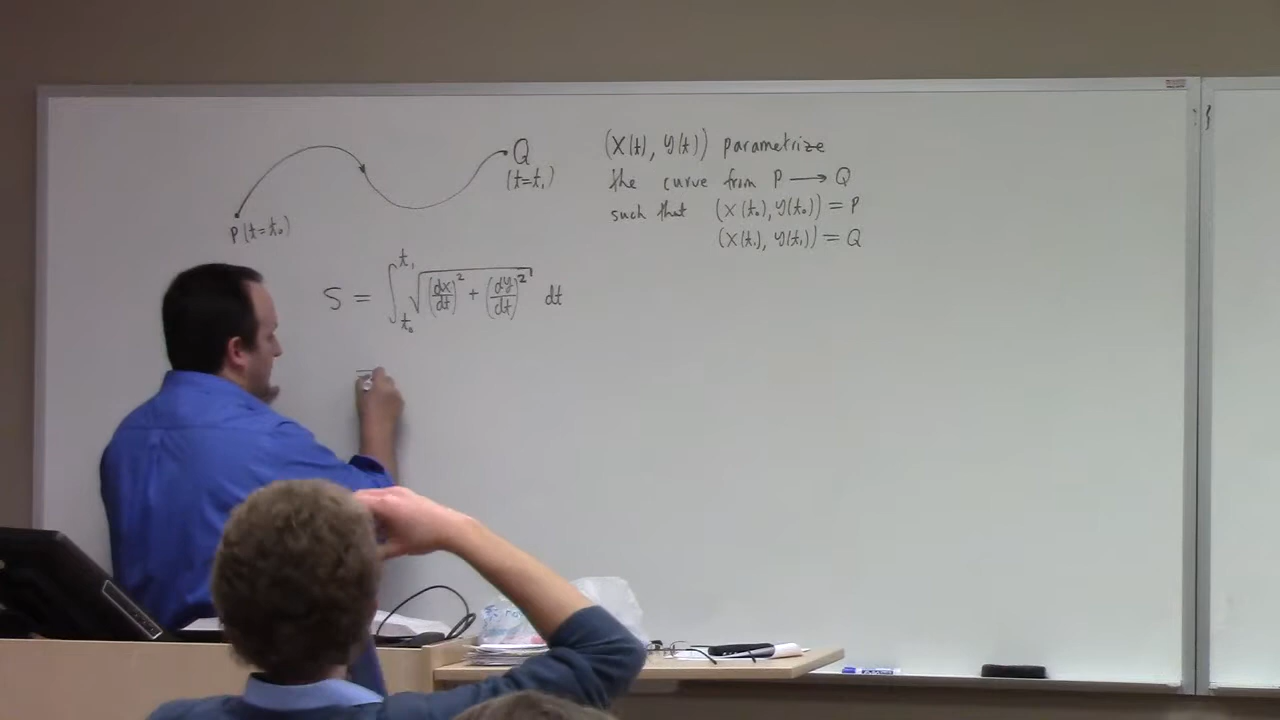 Q
(t=t₁)
P(t=t₀)
(x(t), y(t)) parametrize
the curve from P ⟶ Q
such that (x(t₀), y(t₀)) = P
(x(t₁), y(t₁)) = Q
S = ∫_{t₀}^{t₁} √((dx/dt)² + (dy/dt)²) dt
=